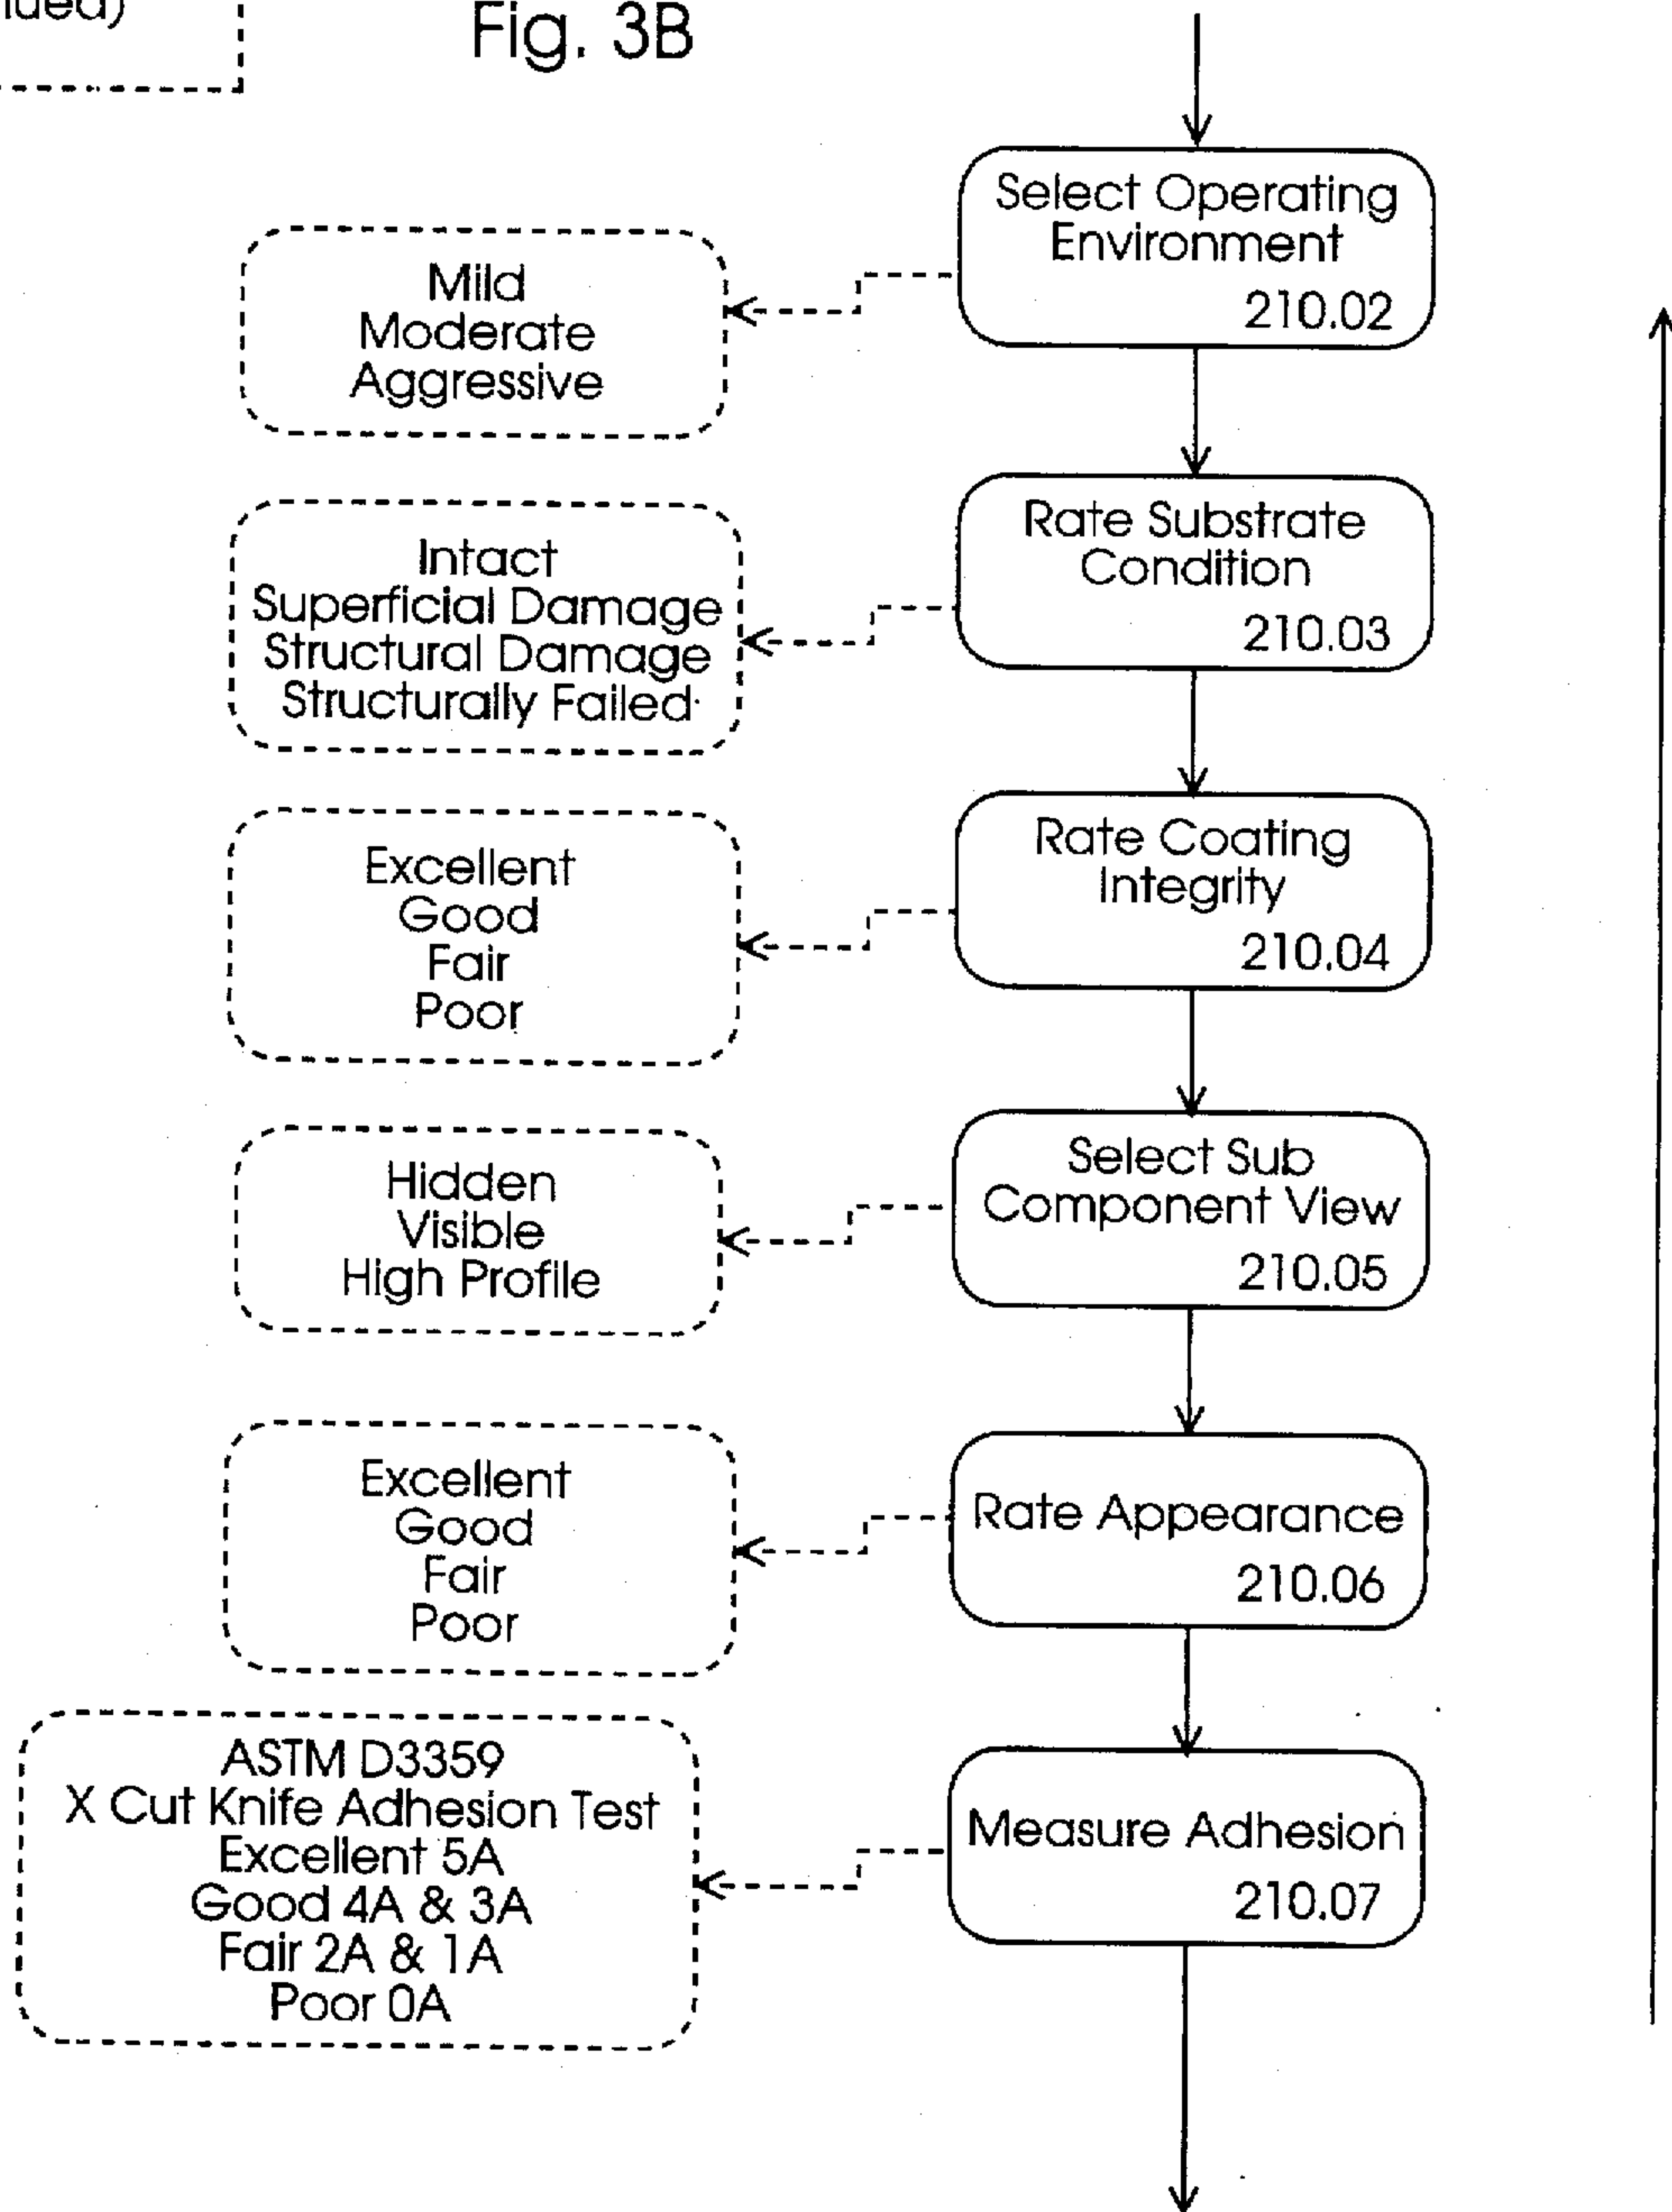 Fig. 3B
Select Operating
Environment
210.02
Mild
Moderate
Aggressive
Rate Substrate
Condition
210.03
Intact
Superficial Damage
Structural Damage
Structurally Failed
Rate Coating
Integrity
210.04
Excellent
Good
Fair
Poor
Select Sub
Component View
210.05
Hidden
Visible
High Profile
Rate Appearance
210.06
Excellent
Good
Fair
Poor
Measure Adhesion
210.07
ASTM D3359
X Cut Knife Adhesion Test
Excellent 5A
Good 4A & 3A
Fair 2A & 1A
Poor 0A